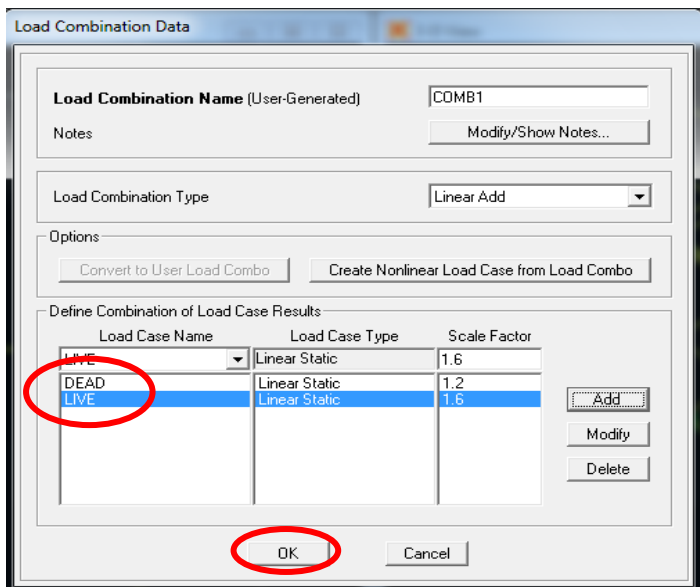 Load Combination Data
Load Combination Name (User-Generated) COMB1
Notes Modify/Show Notes...
Load Combination Type Linear Add
Options
Convert to User Load Combo Create Nonlinear Load Case from Load Combo
Define Combination of Load Case Results
Load Case Name Load Case Type Scale Factor
LIVE Linear Static 1.6
DEAD Linear Static 1.2
LIVE Linear Static 1.6
Add
Modify
Delete
OK Cancel